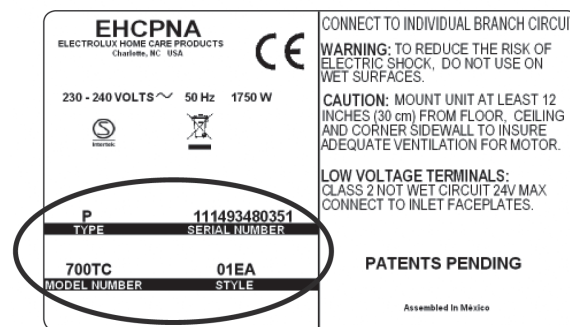 EHCPNA
ELECTROLUX HOME CARE PRODUCTS
Charlotte, NC USA
CE
230 - 240 VOLTS~ 50 Hz 1750 W
S
Intertek
P 111493480351
TYPE SERIAL NUMBER
700TC 01EA
MODEL NUMBER STYLE
CONNECT TO INDIVIDUAL BRANCH CIRCUI
WARNING: TO REDUCE THE RISK OF
ELECTRIC SHOCK, DO NOT USE ON
WET SURFACES.
CAUTION: MOUNT UNIT AT LEAST 12
INCHES (30 cm) FROM FLOOR, CEILING
AND CORNER SIDEWALL TO INSURE
ADEQUATE VENTILATION FOR MOTOR.
LOW VOLTAGE TERMINALS:
CLASS 2 NOT WET CIRCUIT 24V MAX
CONNECT TO INLET FACEPLATES.
PATENTS PENDING
Assembled In Mexico